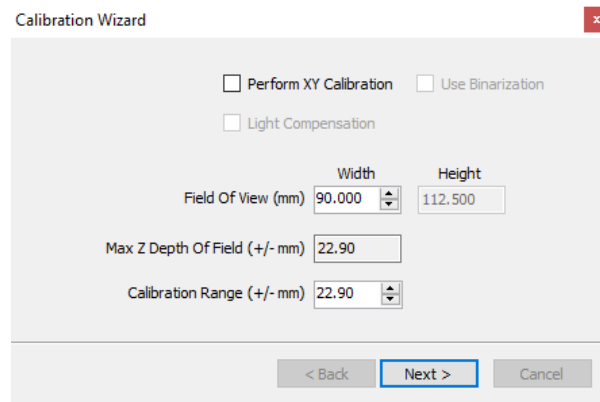 Calibration Wizard
x
Perform XY Calibration Use Binarization
Light Compensation
Width Height
Field Of View (mm) 90.000 112.500
Max Z Depth Of Field (+/- mm) 22.90
Calibration Range (+/- mm) 22.90
< Back Next > Cancel